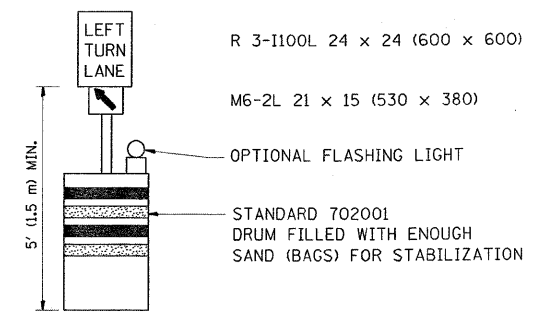 LEFT
TURN
LANE
R 3-I100L 24 x 24 (600 x 600)
M6-2L 21 x 15 (530 x 380)
OPTIONAL FLASHING LIGHT
5' (1.5 m) MIN.
STANDARD 702001
DRUM FILLED WITH ENOUGH
SAND (BAGS) FOR STABILIZATION